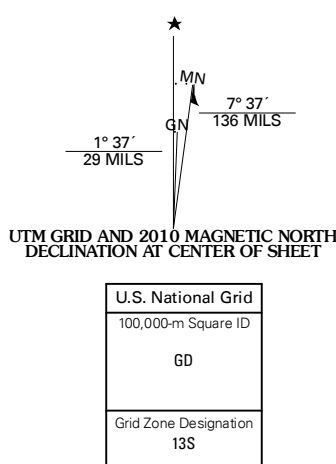 ★
MN
7° 37´
136 MILS
GN
1° 37´
29 MILS
UTM GRID AND 2010 MAGNETIC NORTH
DECLINATION AT CENTER OF SHEET
U.S. National Grid
100,000-m Square ID
GD
Grid Zone Designation
13S